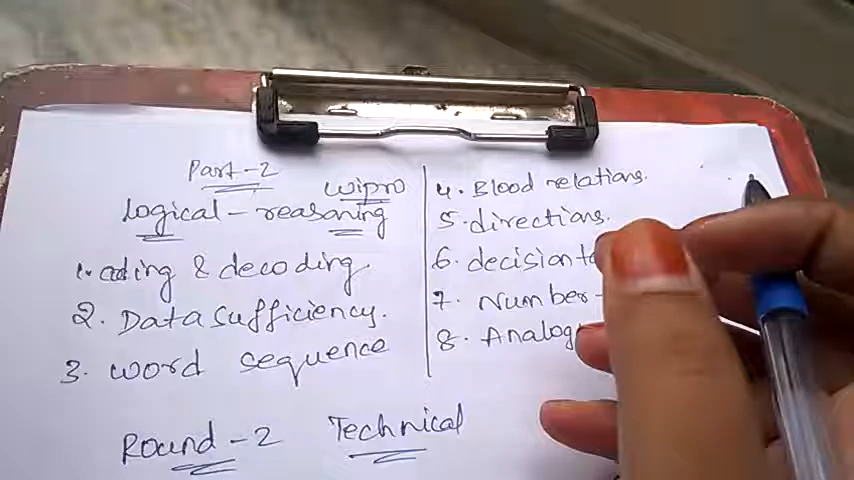 Part-2
wipro
logical - reasoning
1. coding & decoding
2. Data sufficiency.
3. word sequence
4. Blood relations.
5. directions.
6. decision
7. Number -
8.
Round - 2 Technical